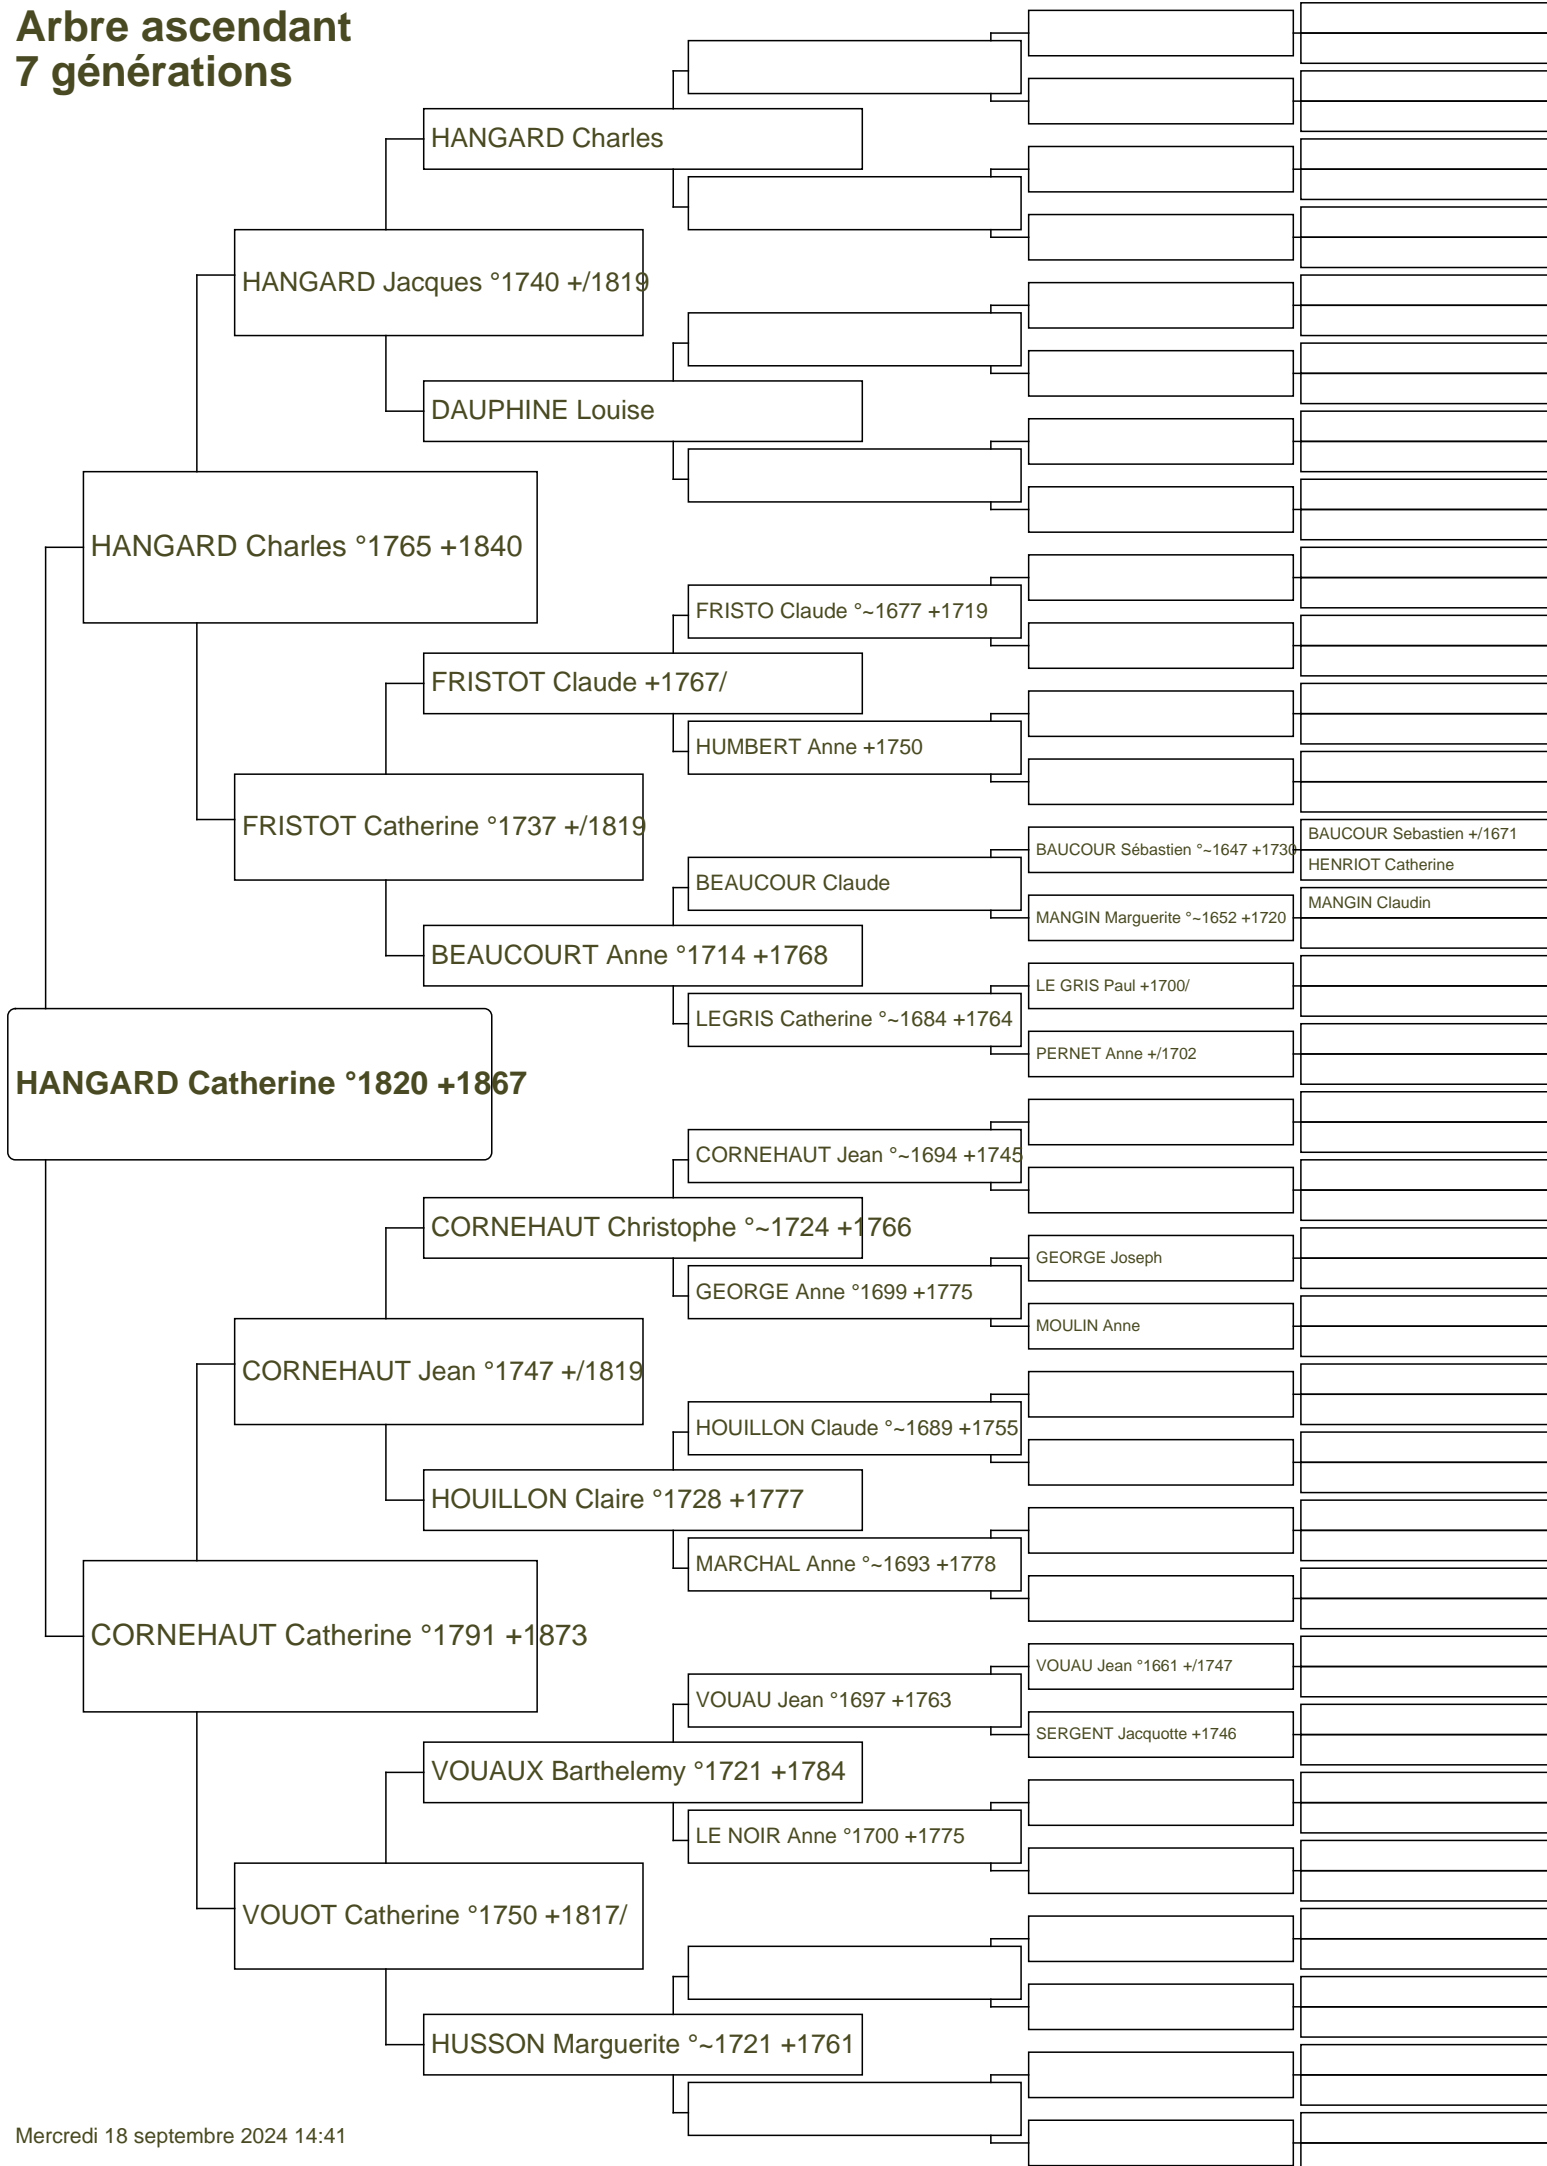 Arbre ascendant
7 générations
HANGARD Charles
HANGARD Jacques °1740 +/1819
DAUPHINE Louise
HANGARD Charles °1765 +1840
FRISTO Claude °~1677 +1719
FRISTOT Claude +1767/
HUMBERT Anne +1750
FRISTOT Catherine °1737 +/1819
BAUCOUR Sébastien °~1647 +1730
BAUCOUR Sebastien +/1671
HENRIOT Catherine
BEAUCOUR Claude
MANGIN Marguerite °~1652 +1720
MANGIN Claudin
BEAUCOURT Anne °1714 +1768
LE GRIS Paul +1700/
LEGRIS Catherine °~1684 +1764
PERNET Anne +/1702
HANGARD Catherine °1820 +1867
CORNEHAUT Jean °~1694 +1745
CORNEHAUT Christophe °~1724 +1766
GEORGE Joseph
GEORGE Anne °1699 +1775
MOULIN Anne
CORNEHAUT Jean °1747 +/1819
HOUILLON Claude °~1689 +1755
HOUILLON Claire °1728 +1777
MARCHAL Anne °~1693 +1778
CORNEHAUT Catherine °1791 +1873
VOUAU Jean °1661 +/1747
VOUAU Jean °1697 +1763
SERGENT Jacquotte +1746
VOUAUX Barthelemy °1721 +1784
LE NOIR Anne °1700 +1775
VOUOT Catherine °1750 +1817/
HUSSON Marguerite °~1721 +1761
Mercredi 18 septembre 2024 14:41